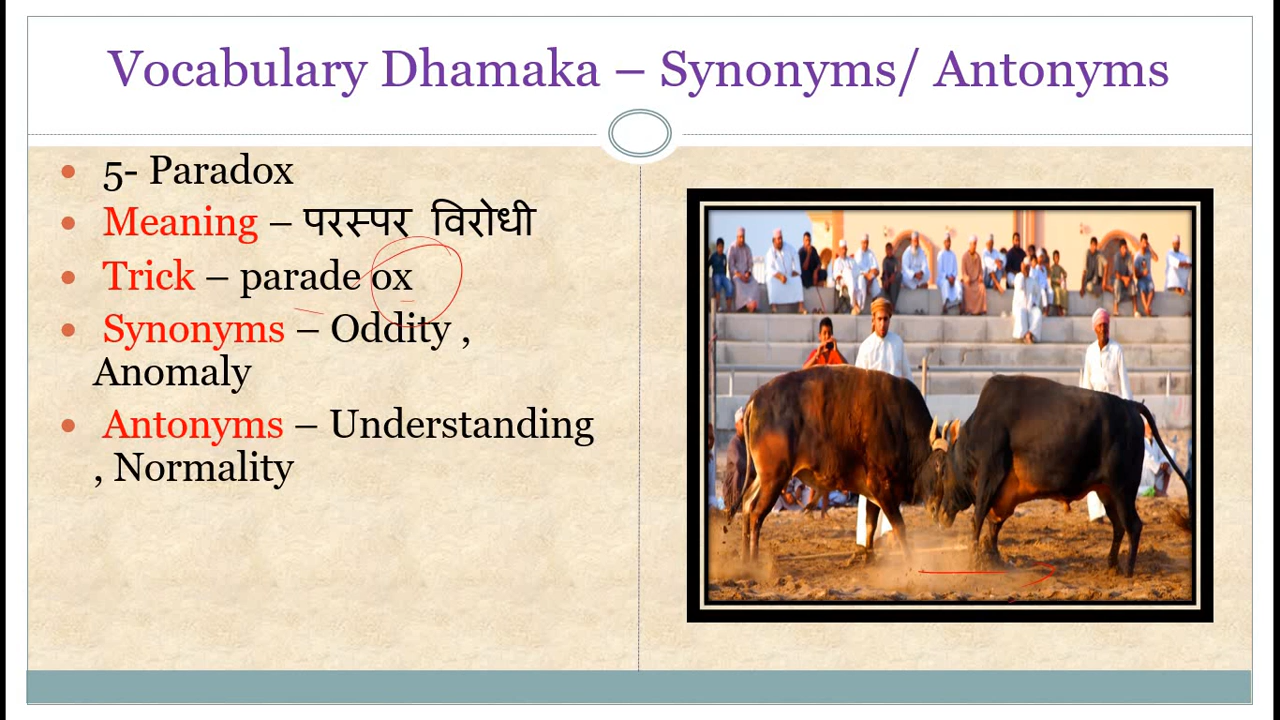 Vocabulary Dhamaka – Synonyms/ Antonyms
5- Paradox
Meaning – परस्पर विरोधी
Trick – parade ox
Synonyms – Oddity ,
Anomaly
Antonyms – Understanding
, Normality